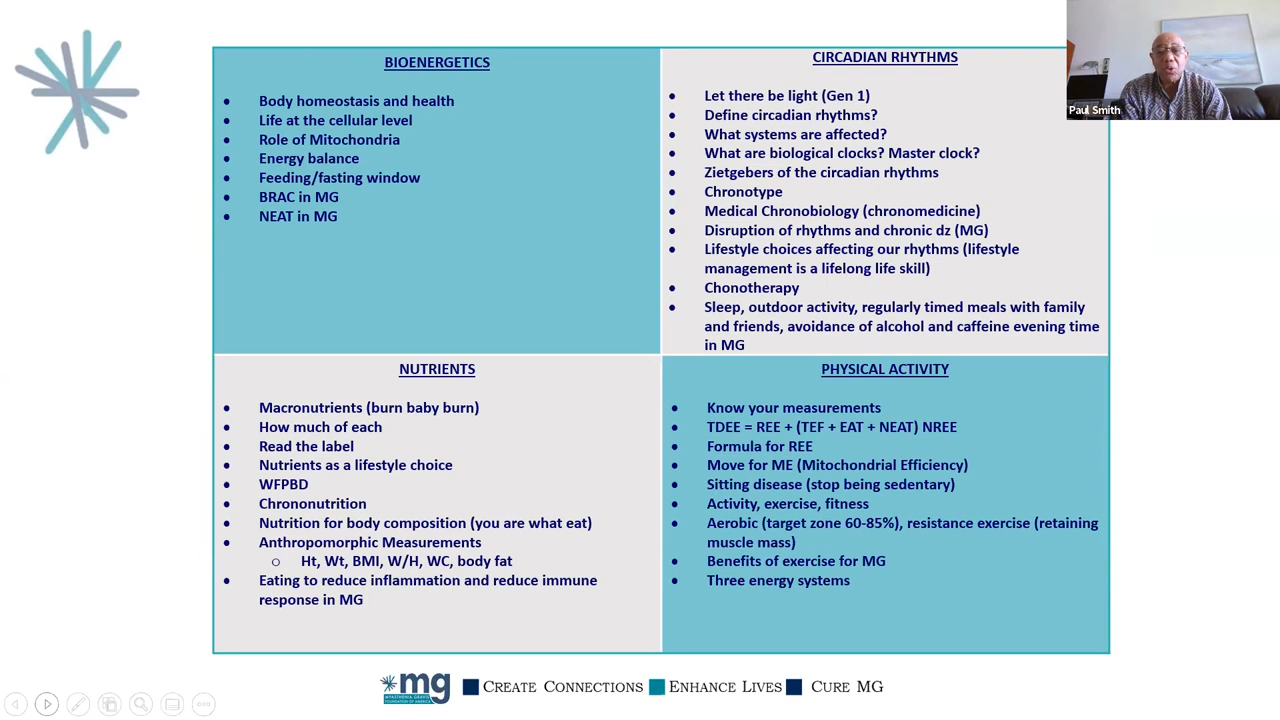 BIOENERGETICS
Body homeostasis and health
Life at the cellular level
Role of Mitochondria
Energy balance
Feeding/fasting window
BRAC in MG
NEAT in MG
CIRCADIAN RHYTHMS
Let there be light (Gen 1)
Define circadian rhythms?
What systems are affected?
What are biological clocks? Master clock?
Zietgebers of the circadian rhythms
Chronotype
Medical Chronobiology (chronomedicine)
Disruption of rhythms and chronic dz (MG)
Lifestyle choices affecting our rhythms (lifestyle
management is a lifelong life skill)
Chonotherapy
Sleep, outdoor activity, regularly timed meals with family
and friends, avoidance of alcohol and caffeine evening time
in MG
Paul Smith
NUTRIENTS
Macronutrients (burn baby burn)
How much of each
Read the label
Nutrients as a lifestyle choice
WFPBD
Chrononutrition
Nutrition for body composition (you are what eat)
Anthropomorphic Measurements
Ht, Wt, BMI, W/H, WC, body fat
Eating to reduce inflammation and reduce immune
response in MG
PHYSICAL ACTIVITY
Know your measurements
TDEE = REE + (TEF + EAT + NEAT) NREE
Formula for REE
Move for ME (Mitochondrial Efficiency)
Sitting disease (stop being sedentary)
Activity, exercise, fitness
Aerobic (target zone 60-85%), resistance exercise (retaining
muscle mass)
Benefits of exercise for MG
Three energy systems
mg
MYASTHENIA GRAVIS
FOUNDATION OF AMERICA
CREATE CONNECTIONS ENHANCE LIVES CURE MG